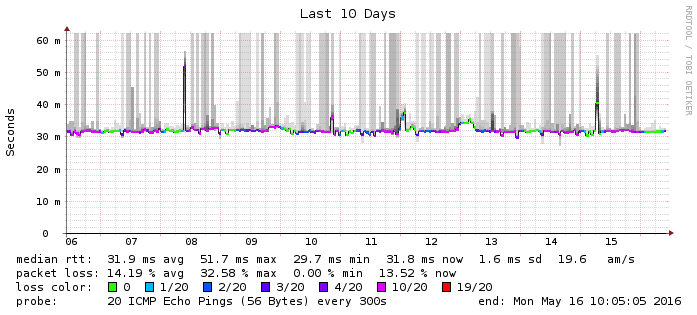 Last 10 Days
RRDTOOL / TOBI OETIKER
Seconds
60 m
50 m
40 m
30 m
20 m
10 m
0
06 07 08 09 10 11 12 13 14 15
median rtt: 31.9 ms avg 51.7 ms max 29.7 ms min 31.8 ms now 1.6 ms sd 19.6 am/s
packet loss: 14.19 % avg 32.58 % max 0.00 % min 13.52 % now
loss color: 0 1/20 2/20 3/20 4/20 10/20 19/20
probe: 20 ICMP Echo Pings (56 Bytes) every 300s end: Mon May 16 10:05:05 2016